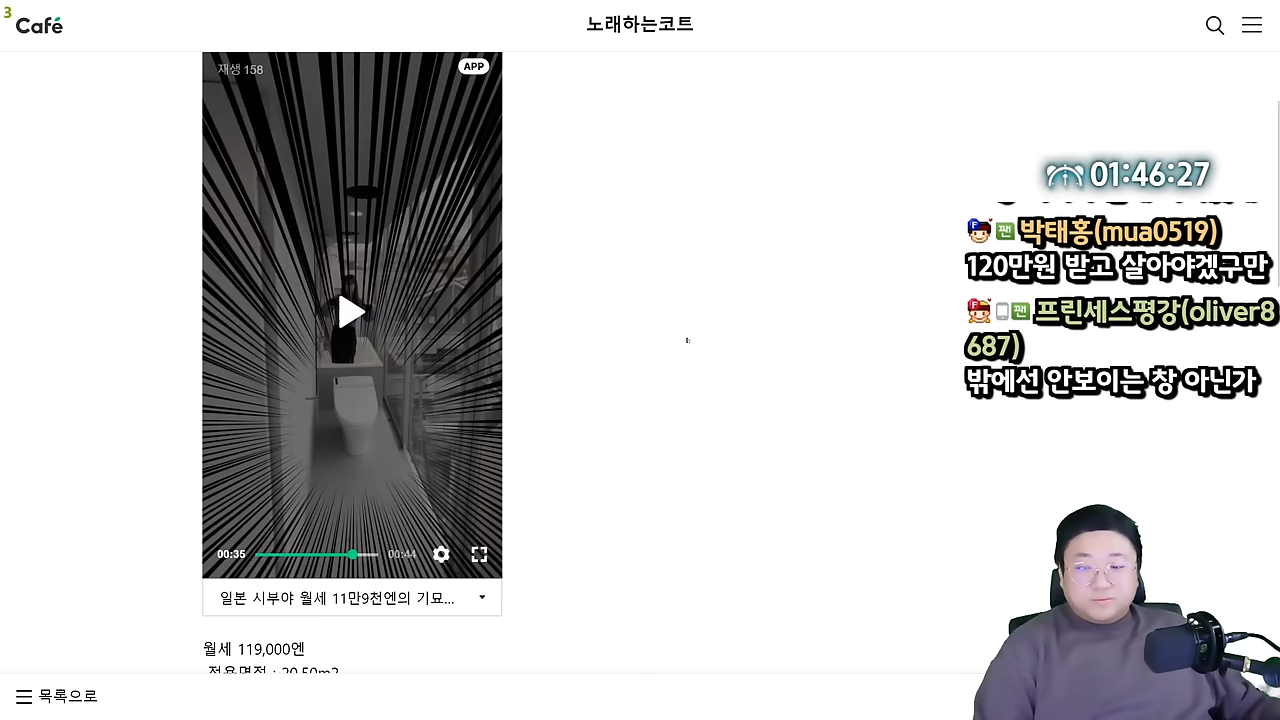 3
Café
노래하는코트
재생 158
APP
01:46:27
팬 박태홍(mua0519)
120만원 받고 살아야겠구만
팬 프린세스평강(oliver8
687)
밖에선 안보이는 창 아닌가
00:35
00:44
일본 시부야 월세 11만9천엔의 기묘...
월세 119,000엔
목록으로